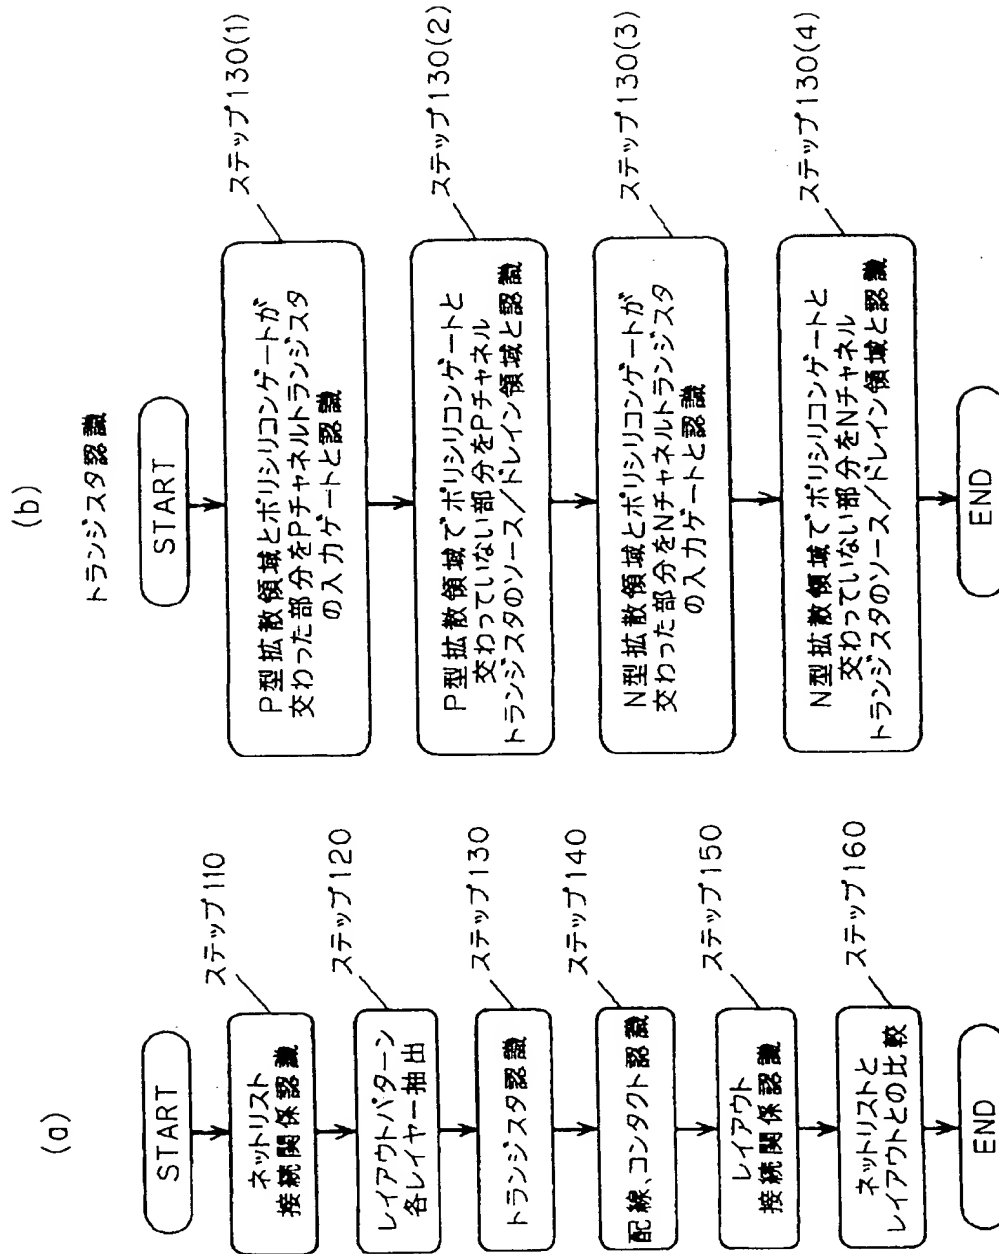 (a)
START
ネットリスト
接続関係認識
ステップ110
レイアウトパターン
各レイヤー抽出
ステップ120
トランジスタ認識
ステップ130
配線、コンタクト認識
ステップ140
レイアウト
接続関係認識
ステップ150
ネットリストと
レイアウトとの比較
ステップ160
END
(b)
トランジスタ認識
START
P型拡散領域とポリシリコンゲートが
交わった部分をPチャネルトランジスタ
の入力ゲートと認識
ステップ130(1)
P型拡散領域でポリシリコンゲートと
交わっていない部分をPチャネル
トランジスタのソース/ドレイン領域と認識
ステップ130(2)
N型拡散領域とポリシリコンゲートが
交わった部分をNチャネルトランジスタ
の入力ゲートと認識
ステップ130(3)
N型拡散領域でポリシリコンゲートと
交わっていない部分をNチャネル
トランジスタのソース/ドレイン領域と認識
ステップ130(4)
END